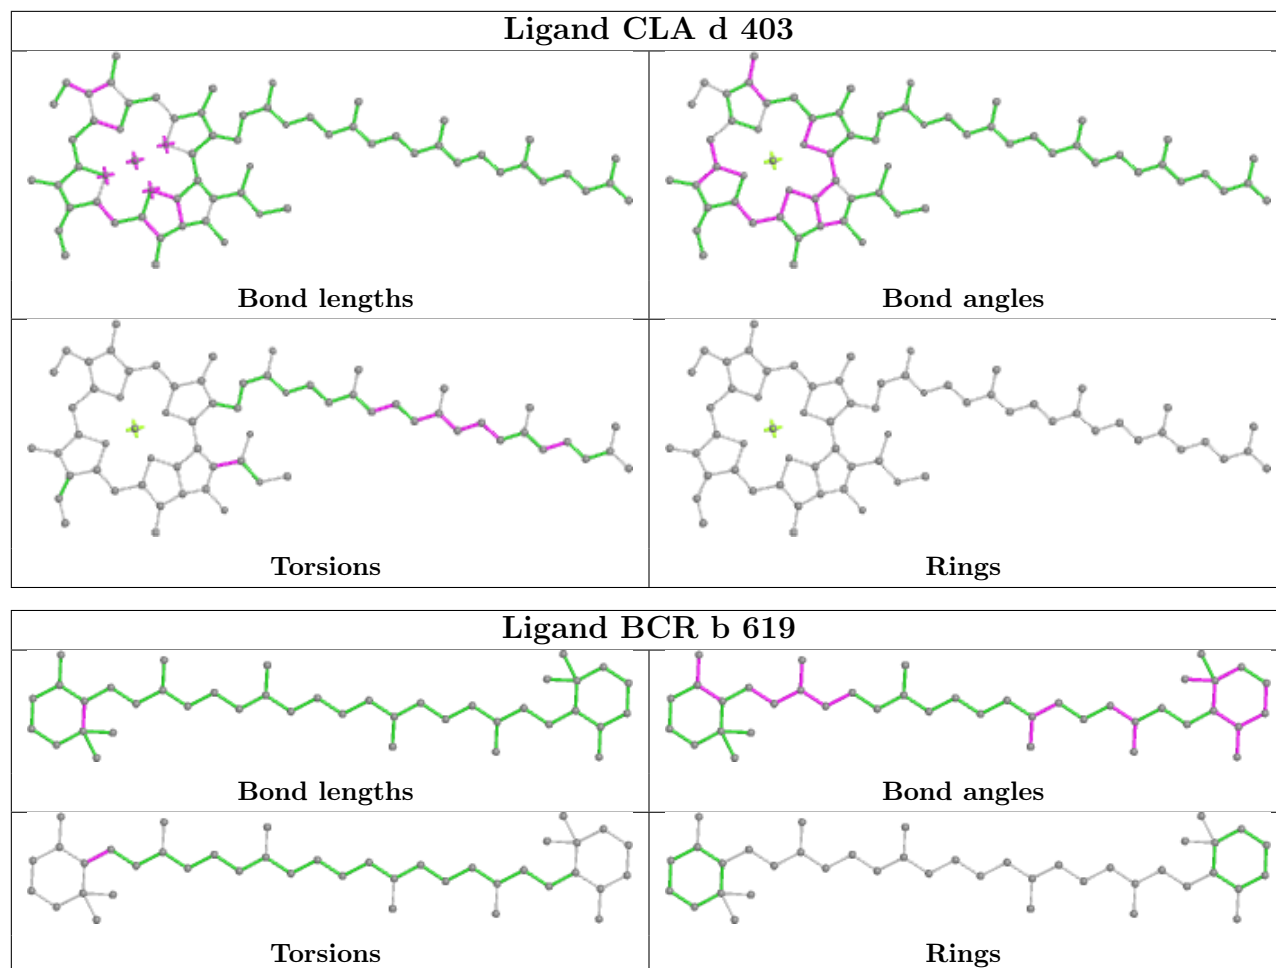 Ligand CLA d 403
Bond lengths
Bond angles
Torsions
Rings
Ligand BCR b 619
Bond lengths
Bond angles
Torsions
Rings